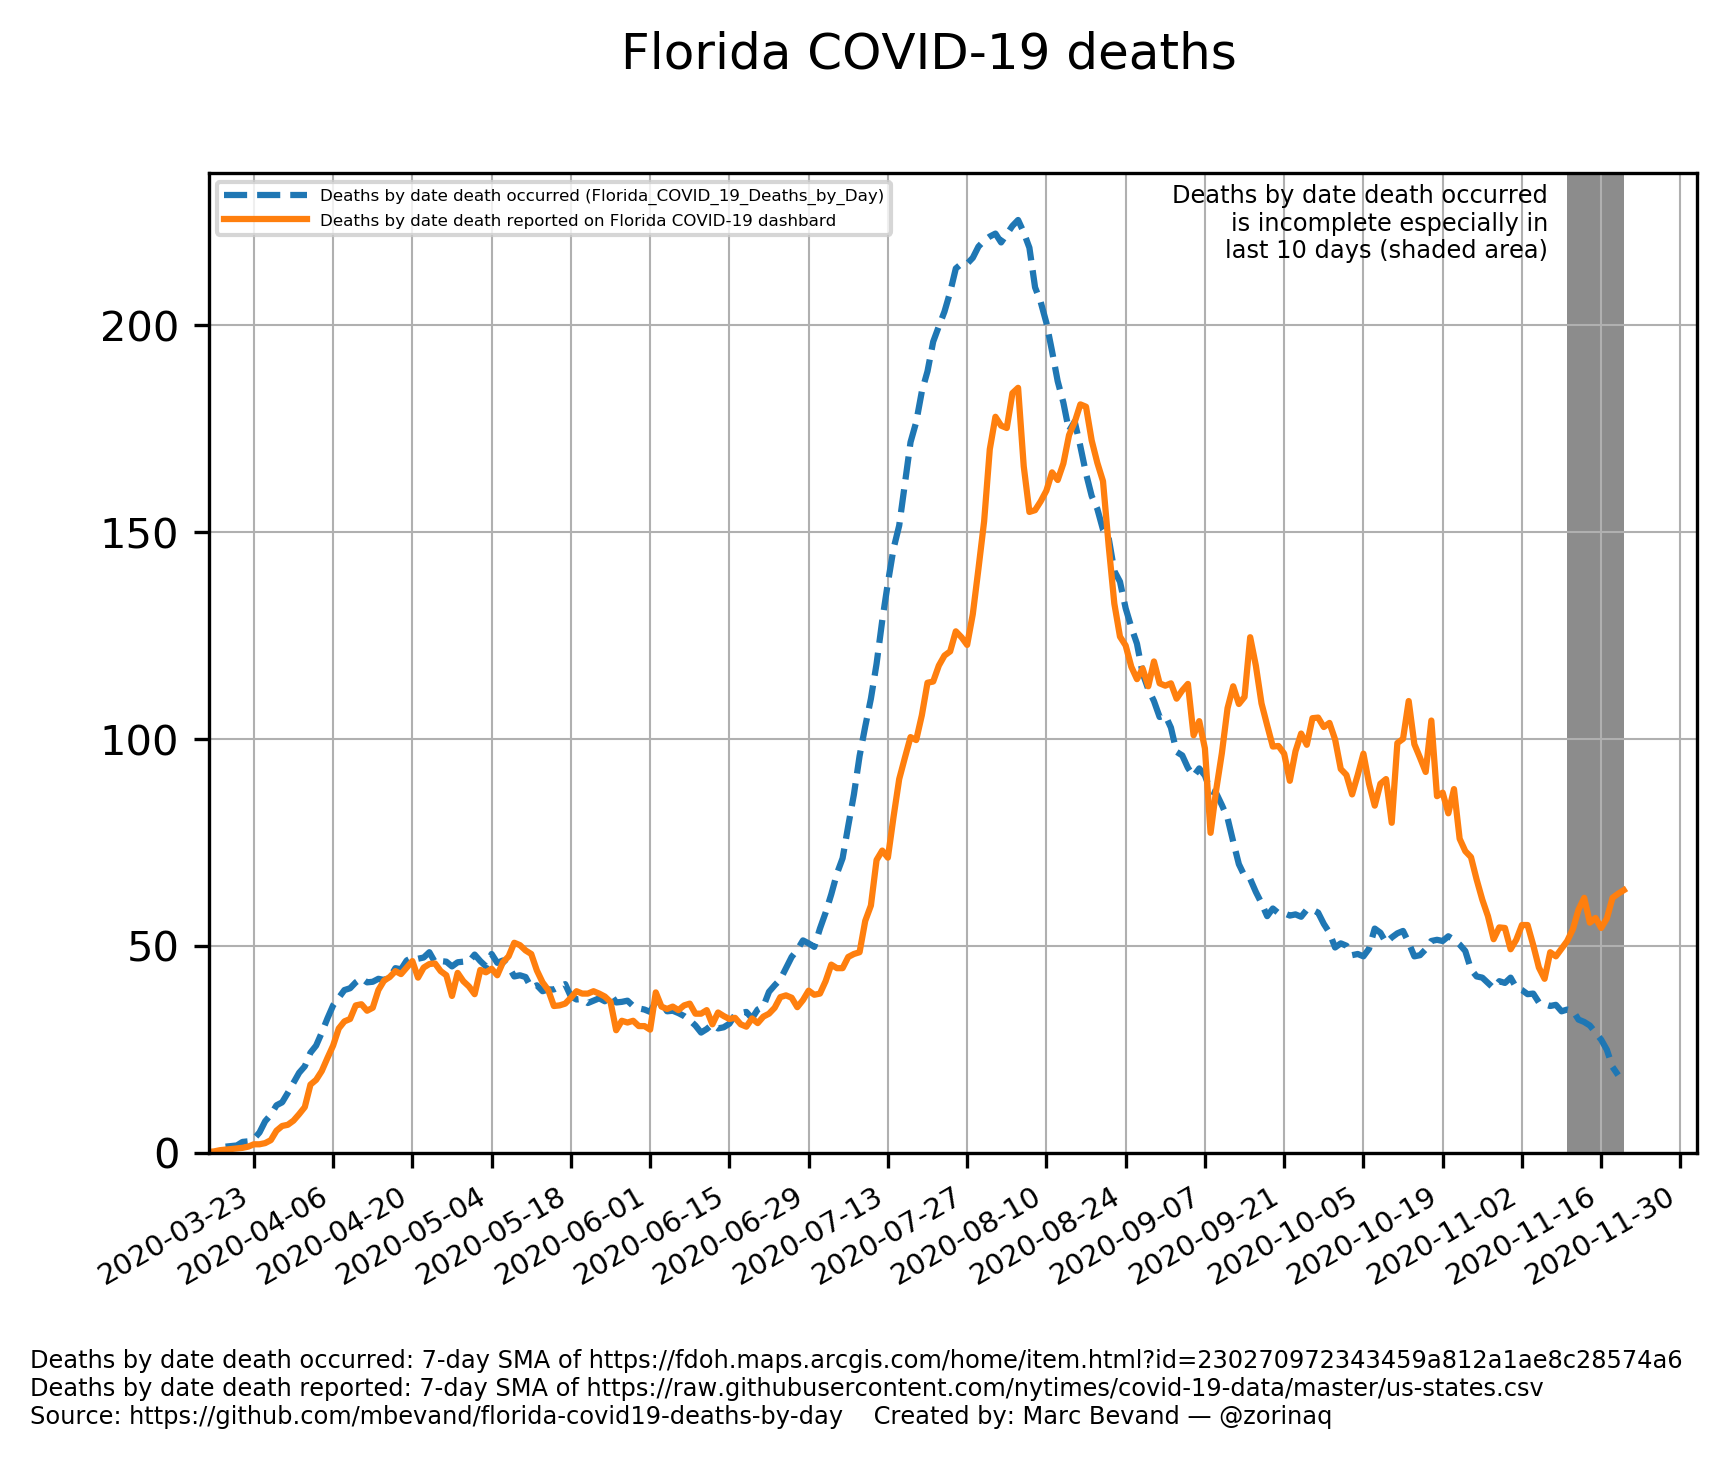 Florida COVID-19 deaths
Deaths by date death occurred (Florida_COVID_19_Deaths_by_Day)
Deaths by date death reported on Florida COVID-19 dashbard
Deaths by date death occurred
is incomplete especially in
last 10 days (shaded area)
200
150
100
50
0
2020-03-23
2020-04-06
2020-04-20
2020-05-04
2020-05-18
2020-06-01
2020-06-15
2020-06-29
2020-07-13
2020-07-27
2020-08-10
2020-08-24
2020-09-07
2020-09-21
2020-10-05
2020-10-19
2020-11-02
2020-11-16
2020-11-30
Deaths by date death occurred: 7-day SMA of https://fdoh.maps.arcgis.com/home/item.html?id=230270972343459a812a1ae8c28574a6
Deaths by date death reported: 7-day SMA of https://raw.githubusercontent.com/nytimes/covid-19-data/master/us-states.csv
Source: https://github.com/mbevand/florida-covid19-deaths-by-day    Created by: Marc Bevand — @zorinaq